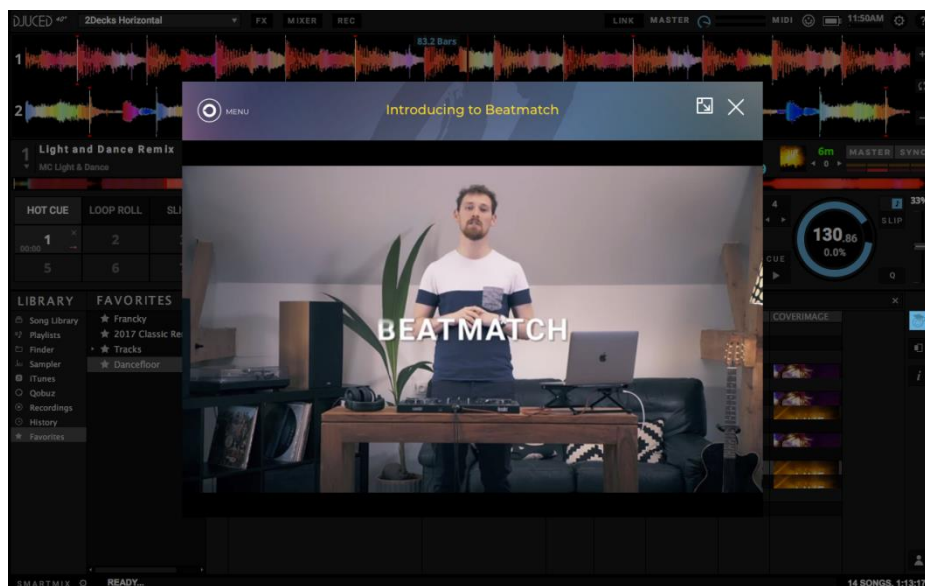 DJUCED 40° 2Decks Horizontal FX MIXER REC LINK MASTER MIDI 11:50AM ?
83.2 Bars
1
2
MENU Introducing to Beatmatch
1 Light and Dance Remix 6m MASTER SYNC
MC Light & Dance 0
HOT CUE LOOP ROLL 4 33%
SLIP
1 2 130.86
00:00 0.0%
CUE
5 6 Q
BEATMATCH
LIBRARY FAVORITES
Song Library Francky COVERIMAGE
Playlists 2017 Classic
Finder Tracks
Sampler Dancefloor
iTunes
Qobuz
Recordings
History
Favorites
SMARTMIX READY... 14 SONGS, 1:13:17